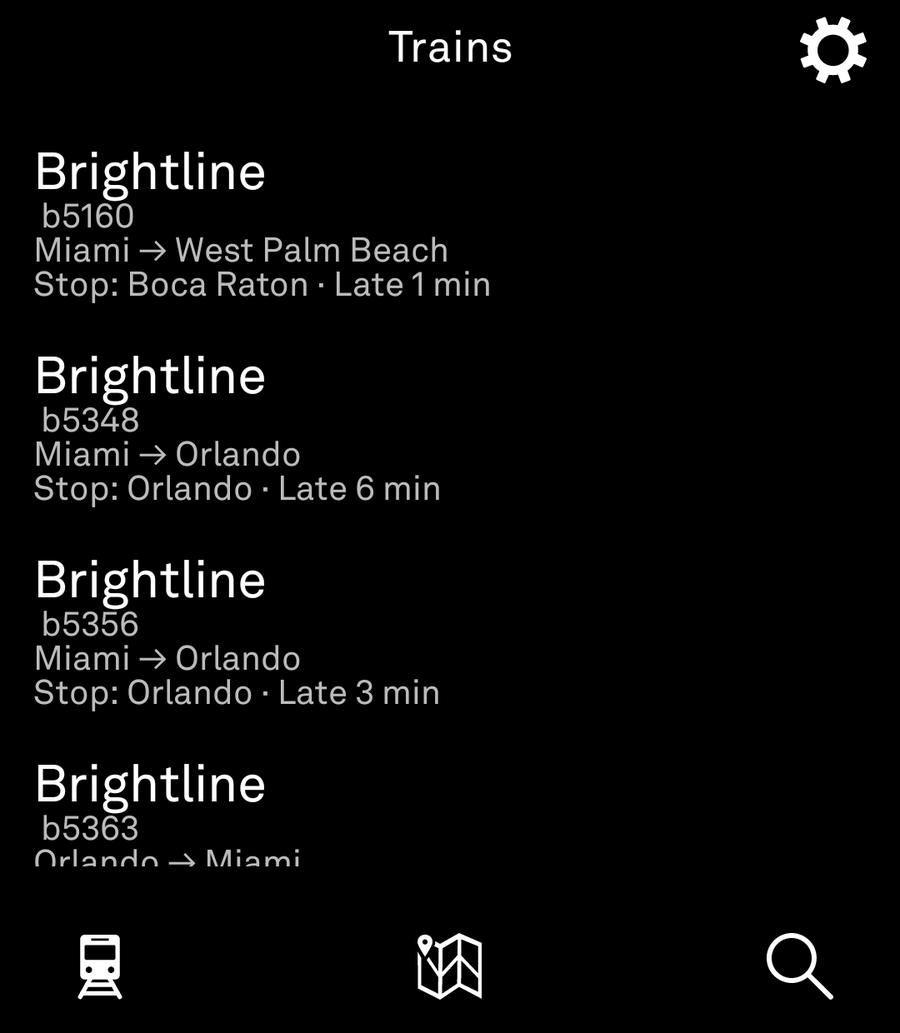 Trains
Brightline
b5160
Miami → West Palm Beach
Stop: Boca Raton · Late 1 min
Brightline
b5348
Miami → Orlando
Stop: Orlando · Late 6 min
Brightline
b5356
Miami → Orlando
Stop: Orlando · Late 3 min
Brightline
b5363
Orlando → Miami